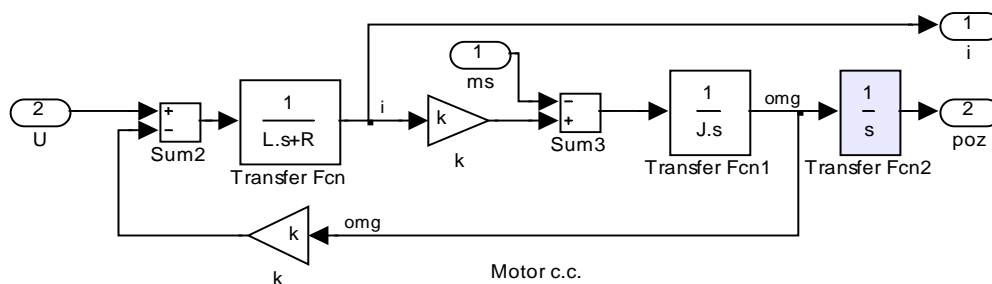 1
i
1
ms
2
U
+
−
Sum2
1
L.s+R
Transfer Fcn
i
k
k
−
+
Sum3
1
J.s
Transfer Fcn1
omg
1
s
Transfer Fcn2
2
poz
k
k
omg
Motor c.c.